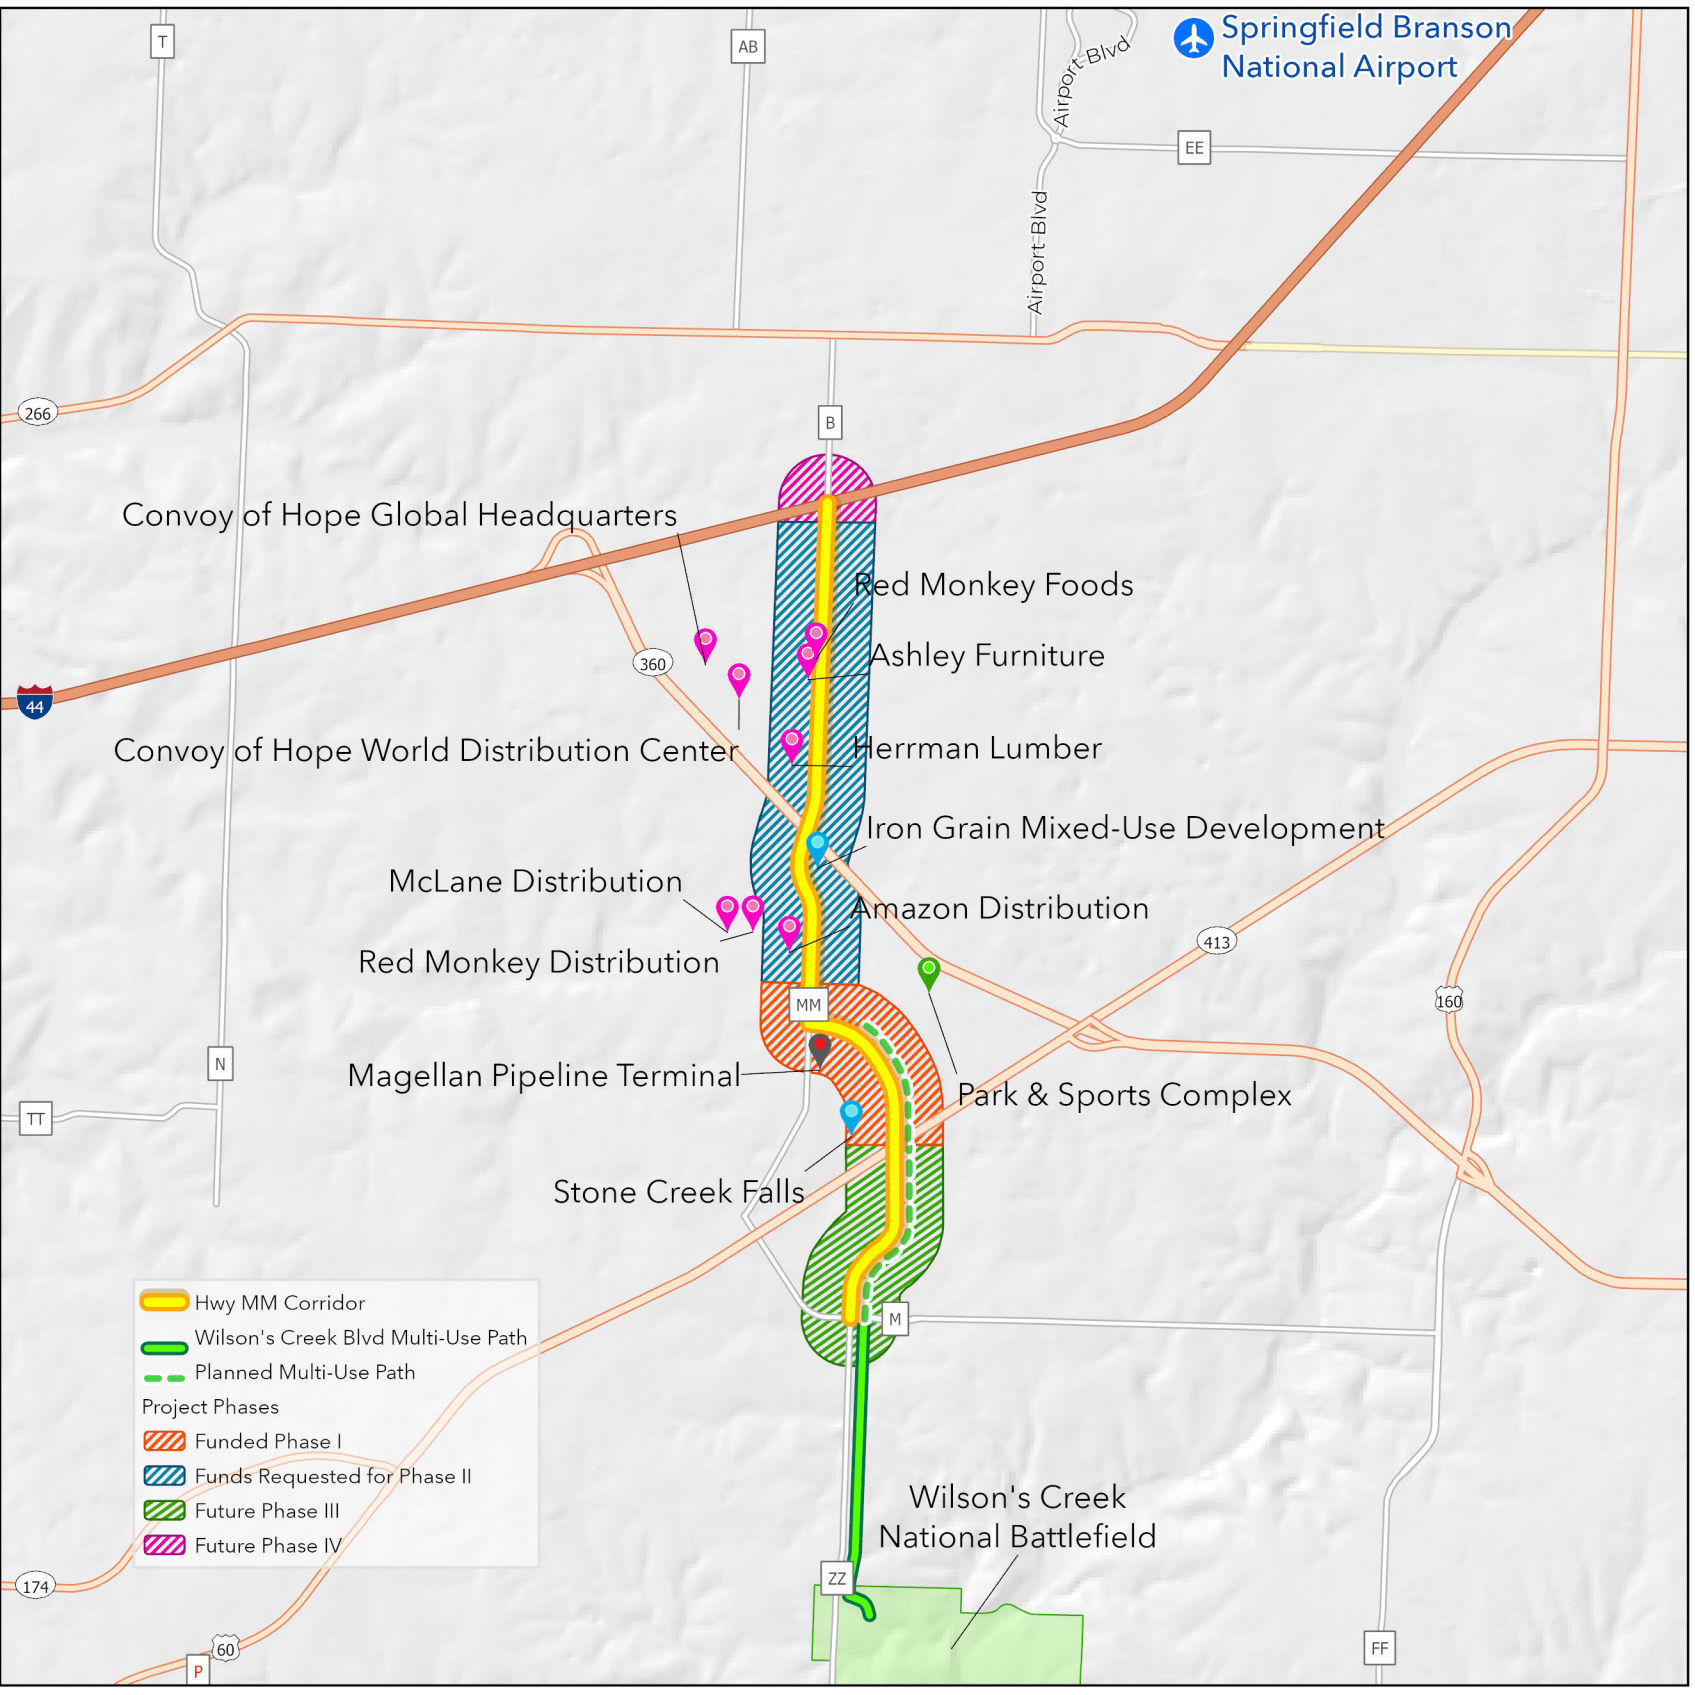 Springfield Branson
National Airport
T
AB
Airport Blvd
EE
Airport Blvd
266
B
Convoy of Hope Global Headquarters
Red Monkey Foods
Ashley Furniture
360
44
Convoy of Hope World Distribution Center
Herrman Lumber
Iron Grain Mixed-Use Development
McLane Distribution
Amazon Distribution
413
Red Monkey Distribution
160
MM
N
Magellan Pipeline Terminal
Park & Sports Complex
TT
Stone Creek Falls
M
Hwy MM Corridor
Wilson's Creek Blvd Multi-Use Path
Planned Multi-Use Path
Project Phases
Funded Phase I
Funds Requested for Phase II
Future Phase III
Future Phase IV
Wilson's Creek
National Battlefield
174
ZZ
60
P
FF